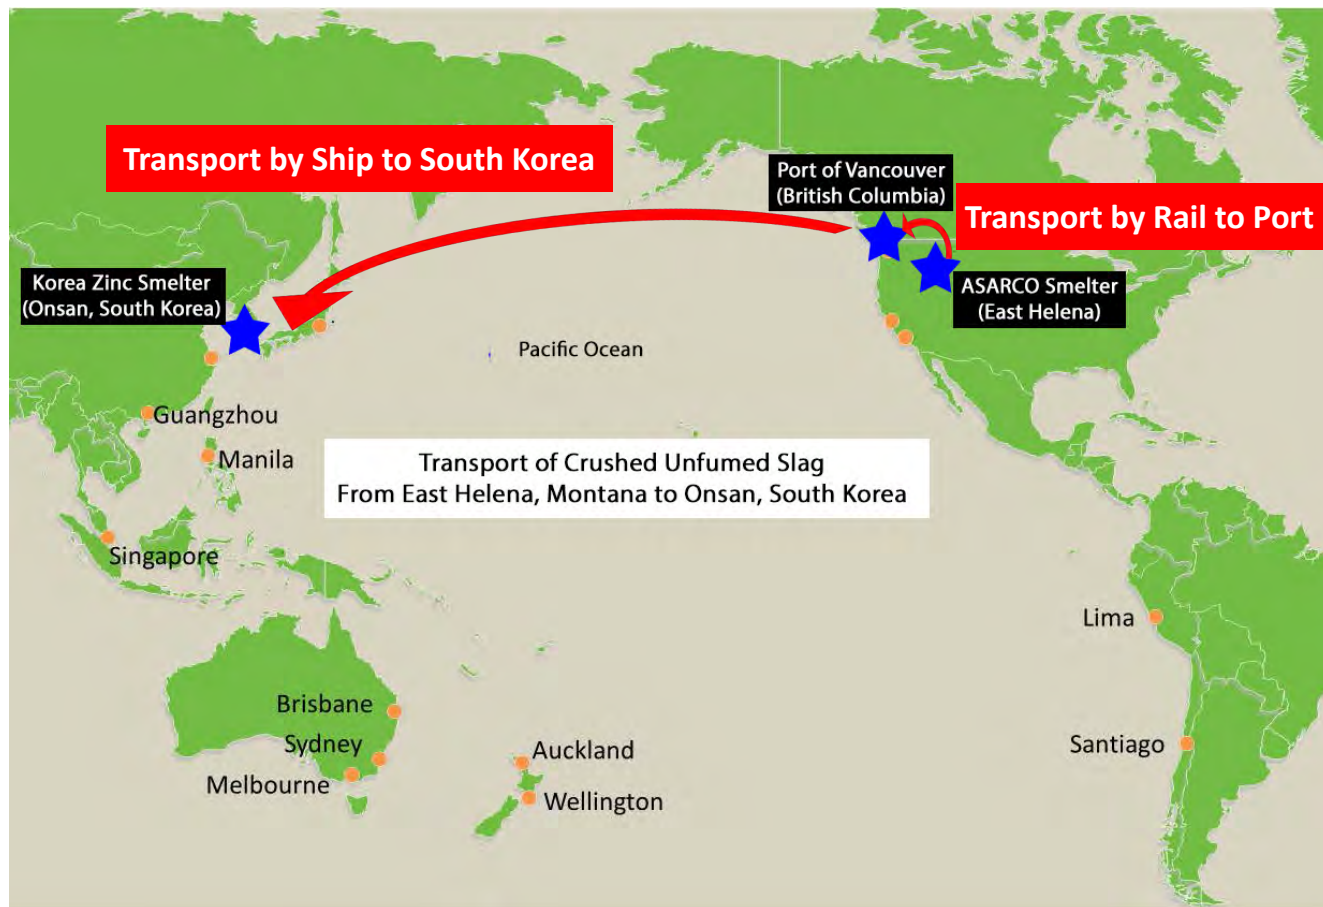 Transport by Ship to South Korea
Port of Vancouver
(British Columbia)
Transport by Rail to Port
Korea Zinc Smelter
(Onsan, South Korea)
ASARCO Smelter
(East Helena)
Pacific Ocean
Guangzhou
Manila
Transport of Crushed Unfumed Slag
From East Helena, Montana to Onsan, South Korea
Singapore
Lima
Brisbane
Sydney
Melbourne
Auckland
Wellington
Santiago